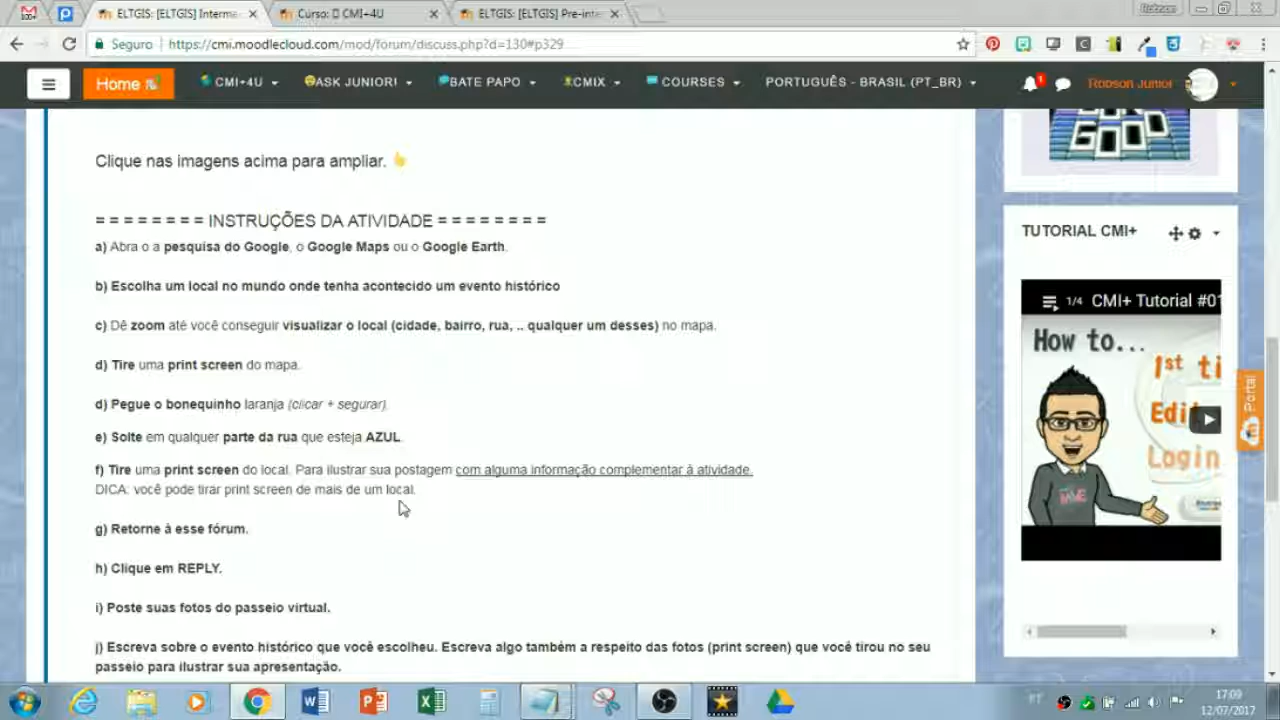 ELTGIS: [ELTGIS] Interme
Curso: CMI+4U
ELTGIS: [ELTGIS] Pre-inte
Robson
Seguro
https://cmi.moodlecloud.com/mod/forum/discuss.php?d=130#p329
Home
CMI+4U
ASK JUNIOR!
BATE PAPO
CMIX
COURSES
PORTUGUÊS - BRASIL (PT_BR)
1
Robson Junior
Clique nas imagens acima para ampliar.
= = = = = = = = INSTRUÇÕES DA ATIVIDADE = = = = = = = =
a) Abra o a pesquisa do Google, o Google Maps ou o Google Earth.
b) Escolha um local no mundo onde tenha acontecido um evento histórico
c) Dê zoom até você conseguir visualizar o local (cidade, bairro, rua, .. qualquer um desses) no mapa.
d) Tire uma print screen do mapa.
d) Pegue o bonequinho laranja (clicar + segurar).
e) Solte em qualquer parte da rua que esteja AZUL.
f) Tire uma print screen do local. Para ilustrar sua postagem com alguma informação complementar à atividade.
DICA: você pode tirar print screen de mais de um local.
g) Retorne à esse fórum.
h) Clique em REPLY.
i) Poste suas fotos do passeio virtual.
j) Escreva sobre o evento histórico que você escolheu. Escreva algo também a respeito das fotos (print screen) que você tirou no seu
passeio para ilustrar sua apresentação.
TUTORIAL CMI+
1/4 CMI+ Tutorial #01
How to...
1st ti
Edi
Login
Portal
PT
17:09
12/07/2017